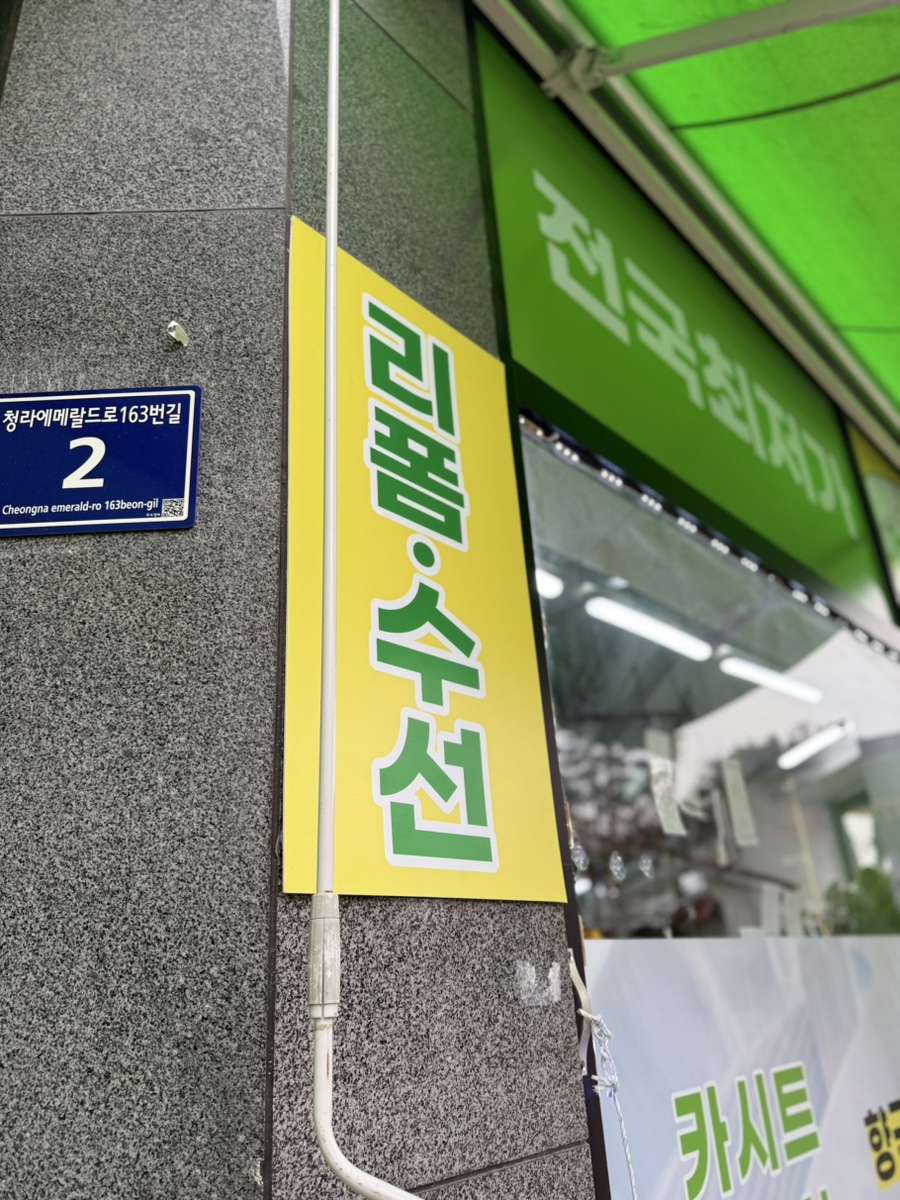 청라에메랄드로163번길
2
Cheongna emerald-ro 163beon-gil
리폼·수선
전국최저가
카시트